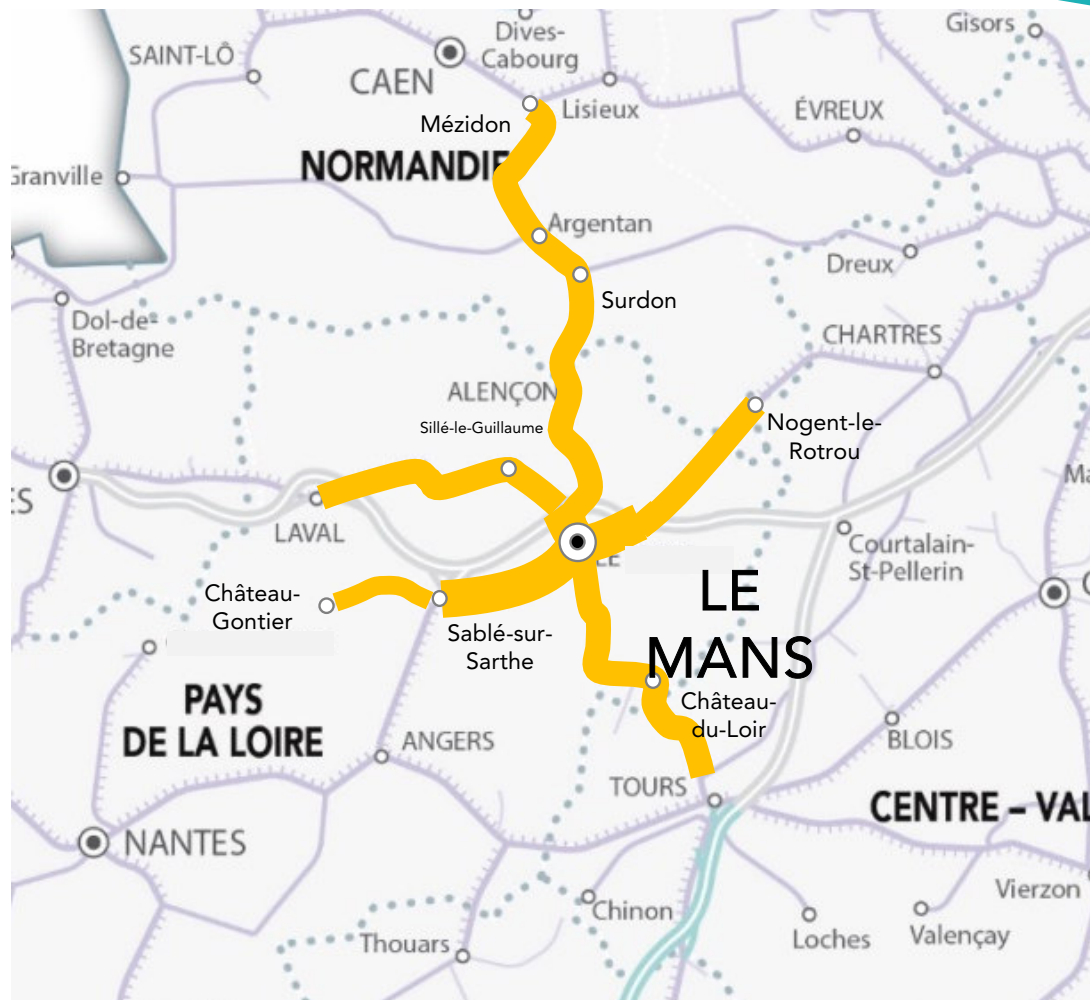 Gisors
Dives-
Cabourg
SAINT-LÔ
CAEN
Lisieux
ÉVREUX
Mézidon
NORMANDIE
Granville
Argentan
Dreux
Surdon
Dol-de-
Bretagne
CHARTRES
ALENÇON
Sillé-le-Guillaume
Nogent-le-
Rotrou
LAVAL
Courtalain-
St-Pellerin
LE
MANS
Château-
Gontier
Sablé-sur-
Sarthe
PAYS
DE LA LOIRE
Château-
du-Loir
ANGERS
BLOIS
TOURS
CENTRE – VAL
NANTES
Vierzon
Chinon
Loches
Valençay
Thouars